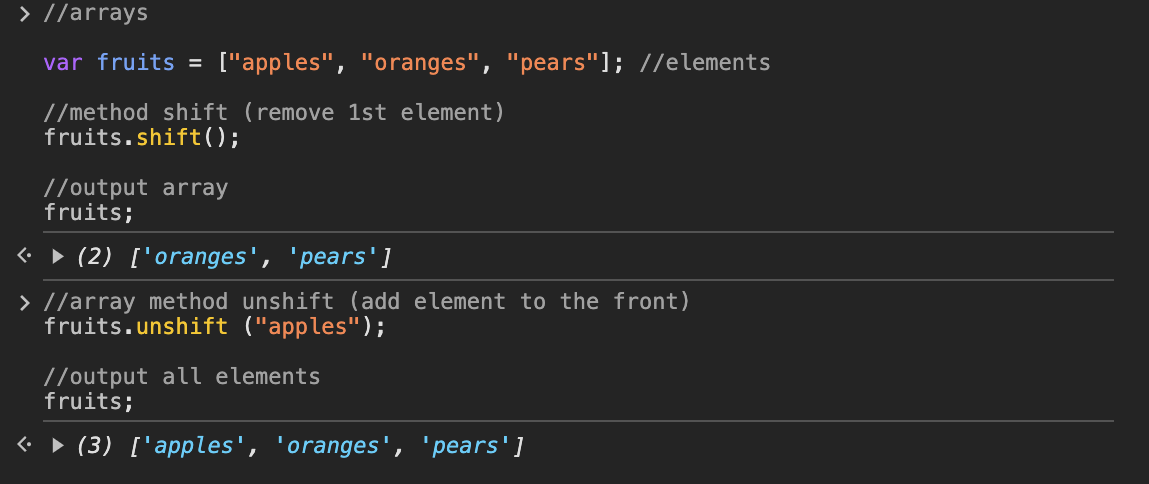 //arrays
var fruits = ["apples", "oranges", "pears"]; //elements
//method shift (remove 1st element)
fruits.shift();
//output array
fruits;
(2) ['oranges', 'pears']
//array method unshift (add element to the front)
fruits.unshift ("apples");
//output all elements
fruits;
(3) ['apples', 'oranges', 'pears']